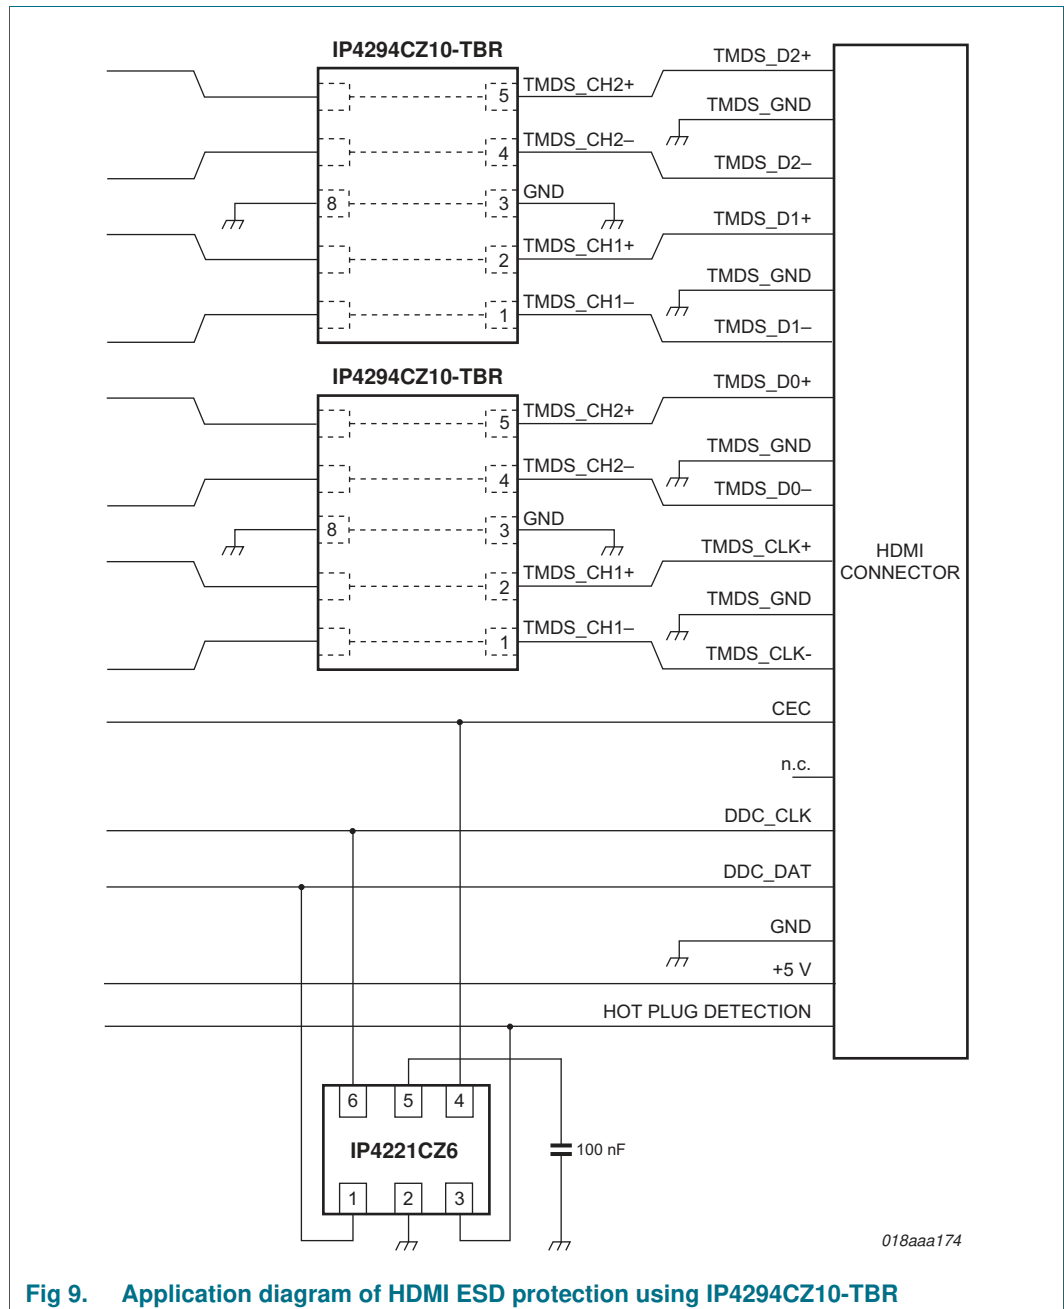 IP4294CZ10-TBR
TMDS_D2+
5 TMDS_CH2+
TMDS_GND
4 TMDS_CH2–
TMDS_D2–
8 3 GND
TMDS_D1+
2 TMDS_CH1+
TMDS_GND
1 TMDS_CH1–
TMDS_D1–
IP4294CZ10-TBR
TMDS_D0+
5 TMDS_CH2+
TMDS_GND
4 TMDS_CH2–
TMDS_D0–
8 3 GND
TMDS_CLK+
HDMI
CONNECTOR
2 TMDS_CH1+
TMDS_GND
1 TMDS_CH1–
TMDS_CLK-
CEC
n.c.
DDC_CLK
DDC_DAT
GND
+5 V
HOT PLUG DETECTION
6 5 4
IP4221CZ6
100 nF
1 2 3
018aaa174
Fig 9. Application diagram of HDMI ESD protection using IP4294CZ10-TBR